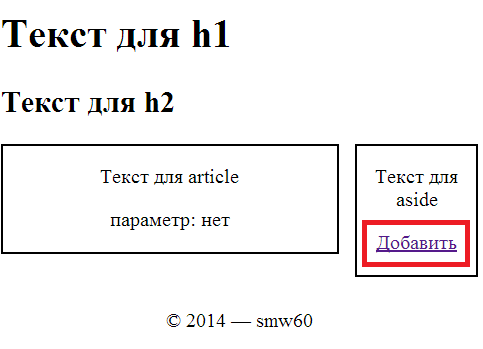 Текст для h1
Текст для h2
Текст для article
параметр: нет
Текст для
aside
Добавить
© 2014 — smw60